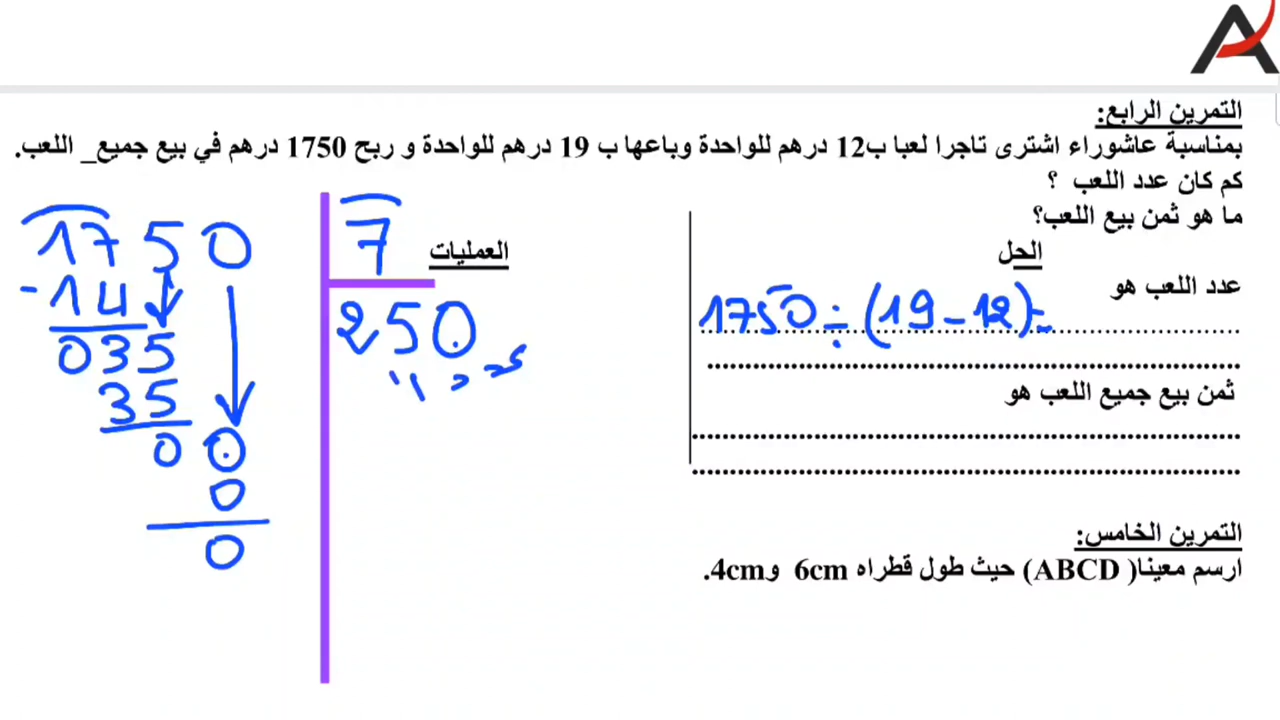 التمرين الرابع:
بمناسبة عاشوراء اشترى تاجرا لعبا ب12 درهم للواحدة وباعها ب 19 درهم للواحدة و ربح 1750 درهم في بيع جميع_ اللعب.
كم كان عدد اللعب ؟
ما هو ثمن بيع اللعب؟
الحل
عدد اللعب هو
1750 ÷ (19 - 12) =
ثمن بيع جميع اللعب هو
العمليات
1750
7
- 14
250
035
35
00
0
0
التمرين الخامس:
ارسم معينا( ABCD) حيث طول قطراه 6cm و4cm.